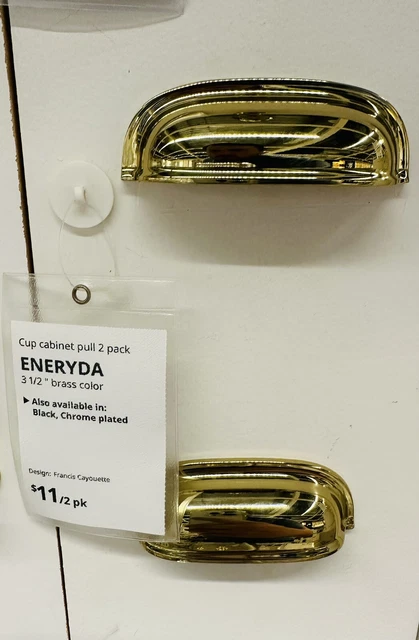 Cup cabinet pull 2 pack
ENERYDA
3 1/2 " brass color
▶ Also available in:
Black, Chrome plated
Design: Francis Cayouette
$11/2 pk